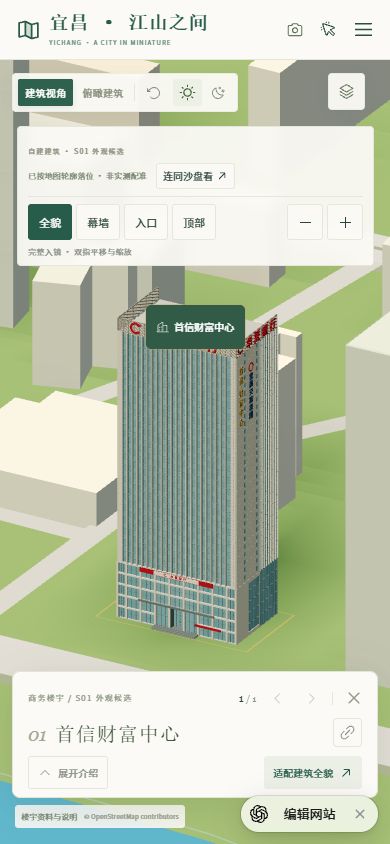 宜昌 • 江山之间
YICHANG • A CITY IN MINIATURE
建筑视角 俯瞰建筑
自建建筑 • S01 外观候选
已按地图轮廓落位 • 非实测配准 连同沙盘看
全貌 幕墙 入口 顶部
完整入镜 • 双指平移与缩放
首信财富中心
商务楼宇 / S01 外观候选 1 / 1
01 首信财富中心
展开介绍 适配建筑全貌
楼宇资料与说明 © OpenStreetMap contributors
编辑网站